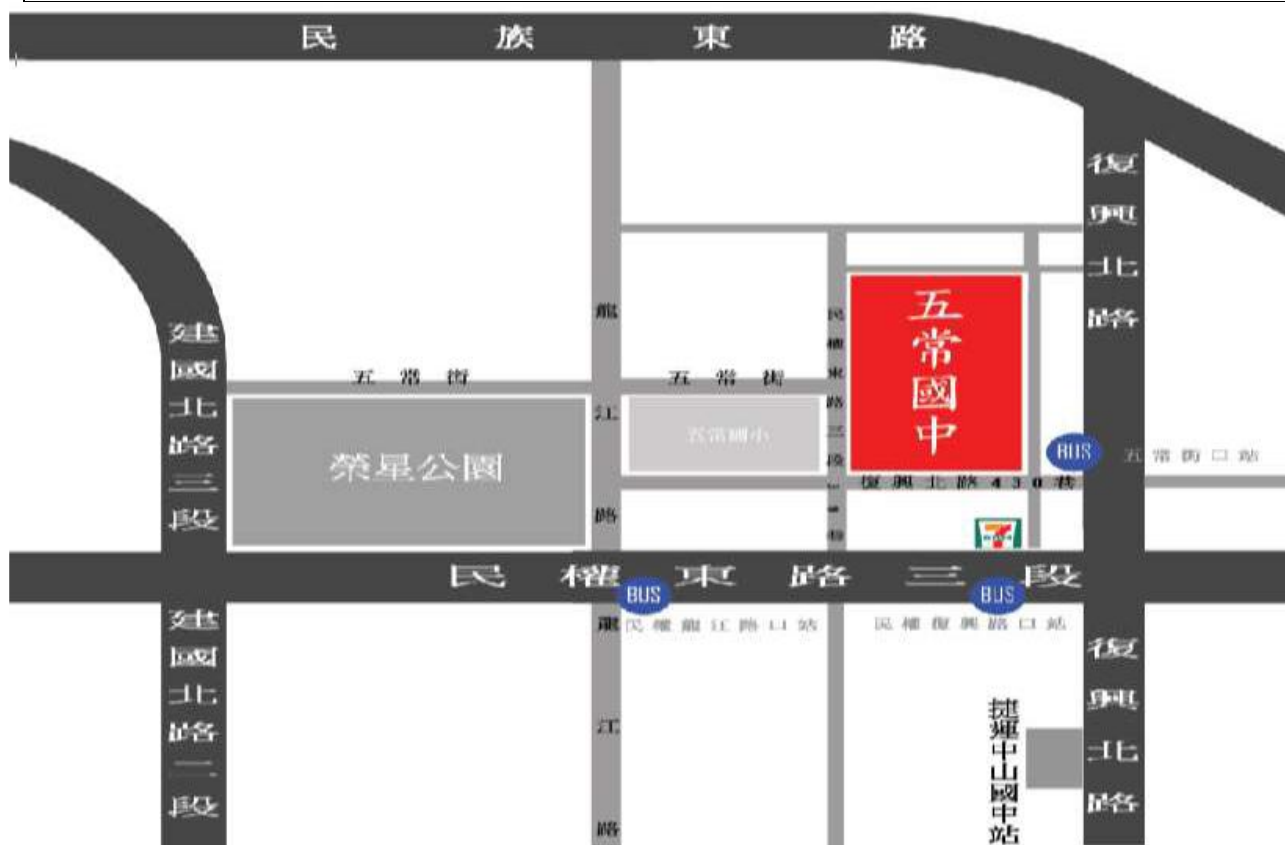 民族東路
復興北路
龍江路
建國北路三段
五常街
五常街
民權東路三段
五常國中
榮星公園
五常國小
BUS
五常街口站
復興北路430巷
7
民權東路三段
BUS
BUS
民權龍江路口站
民權復興路口站
建國北路二段
龍江路
復興北路
捷運中山國中站